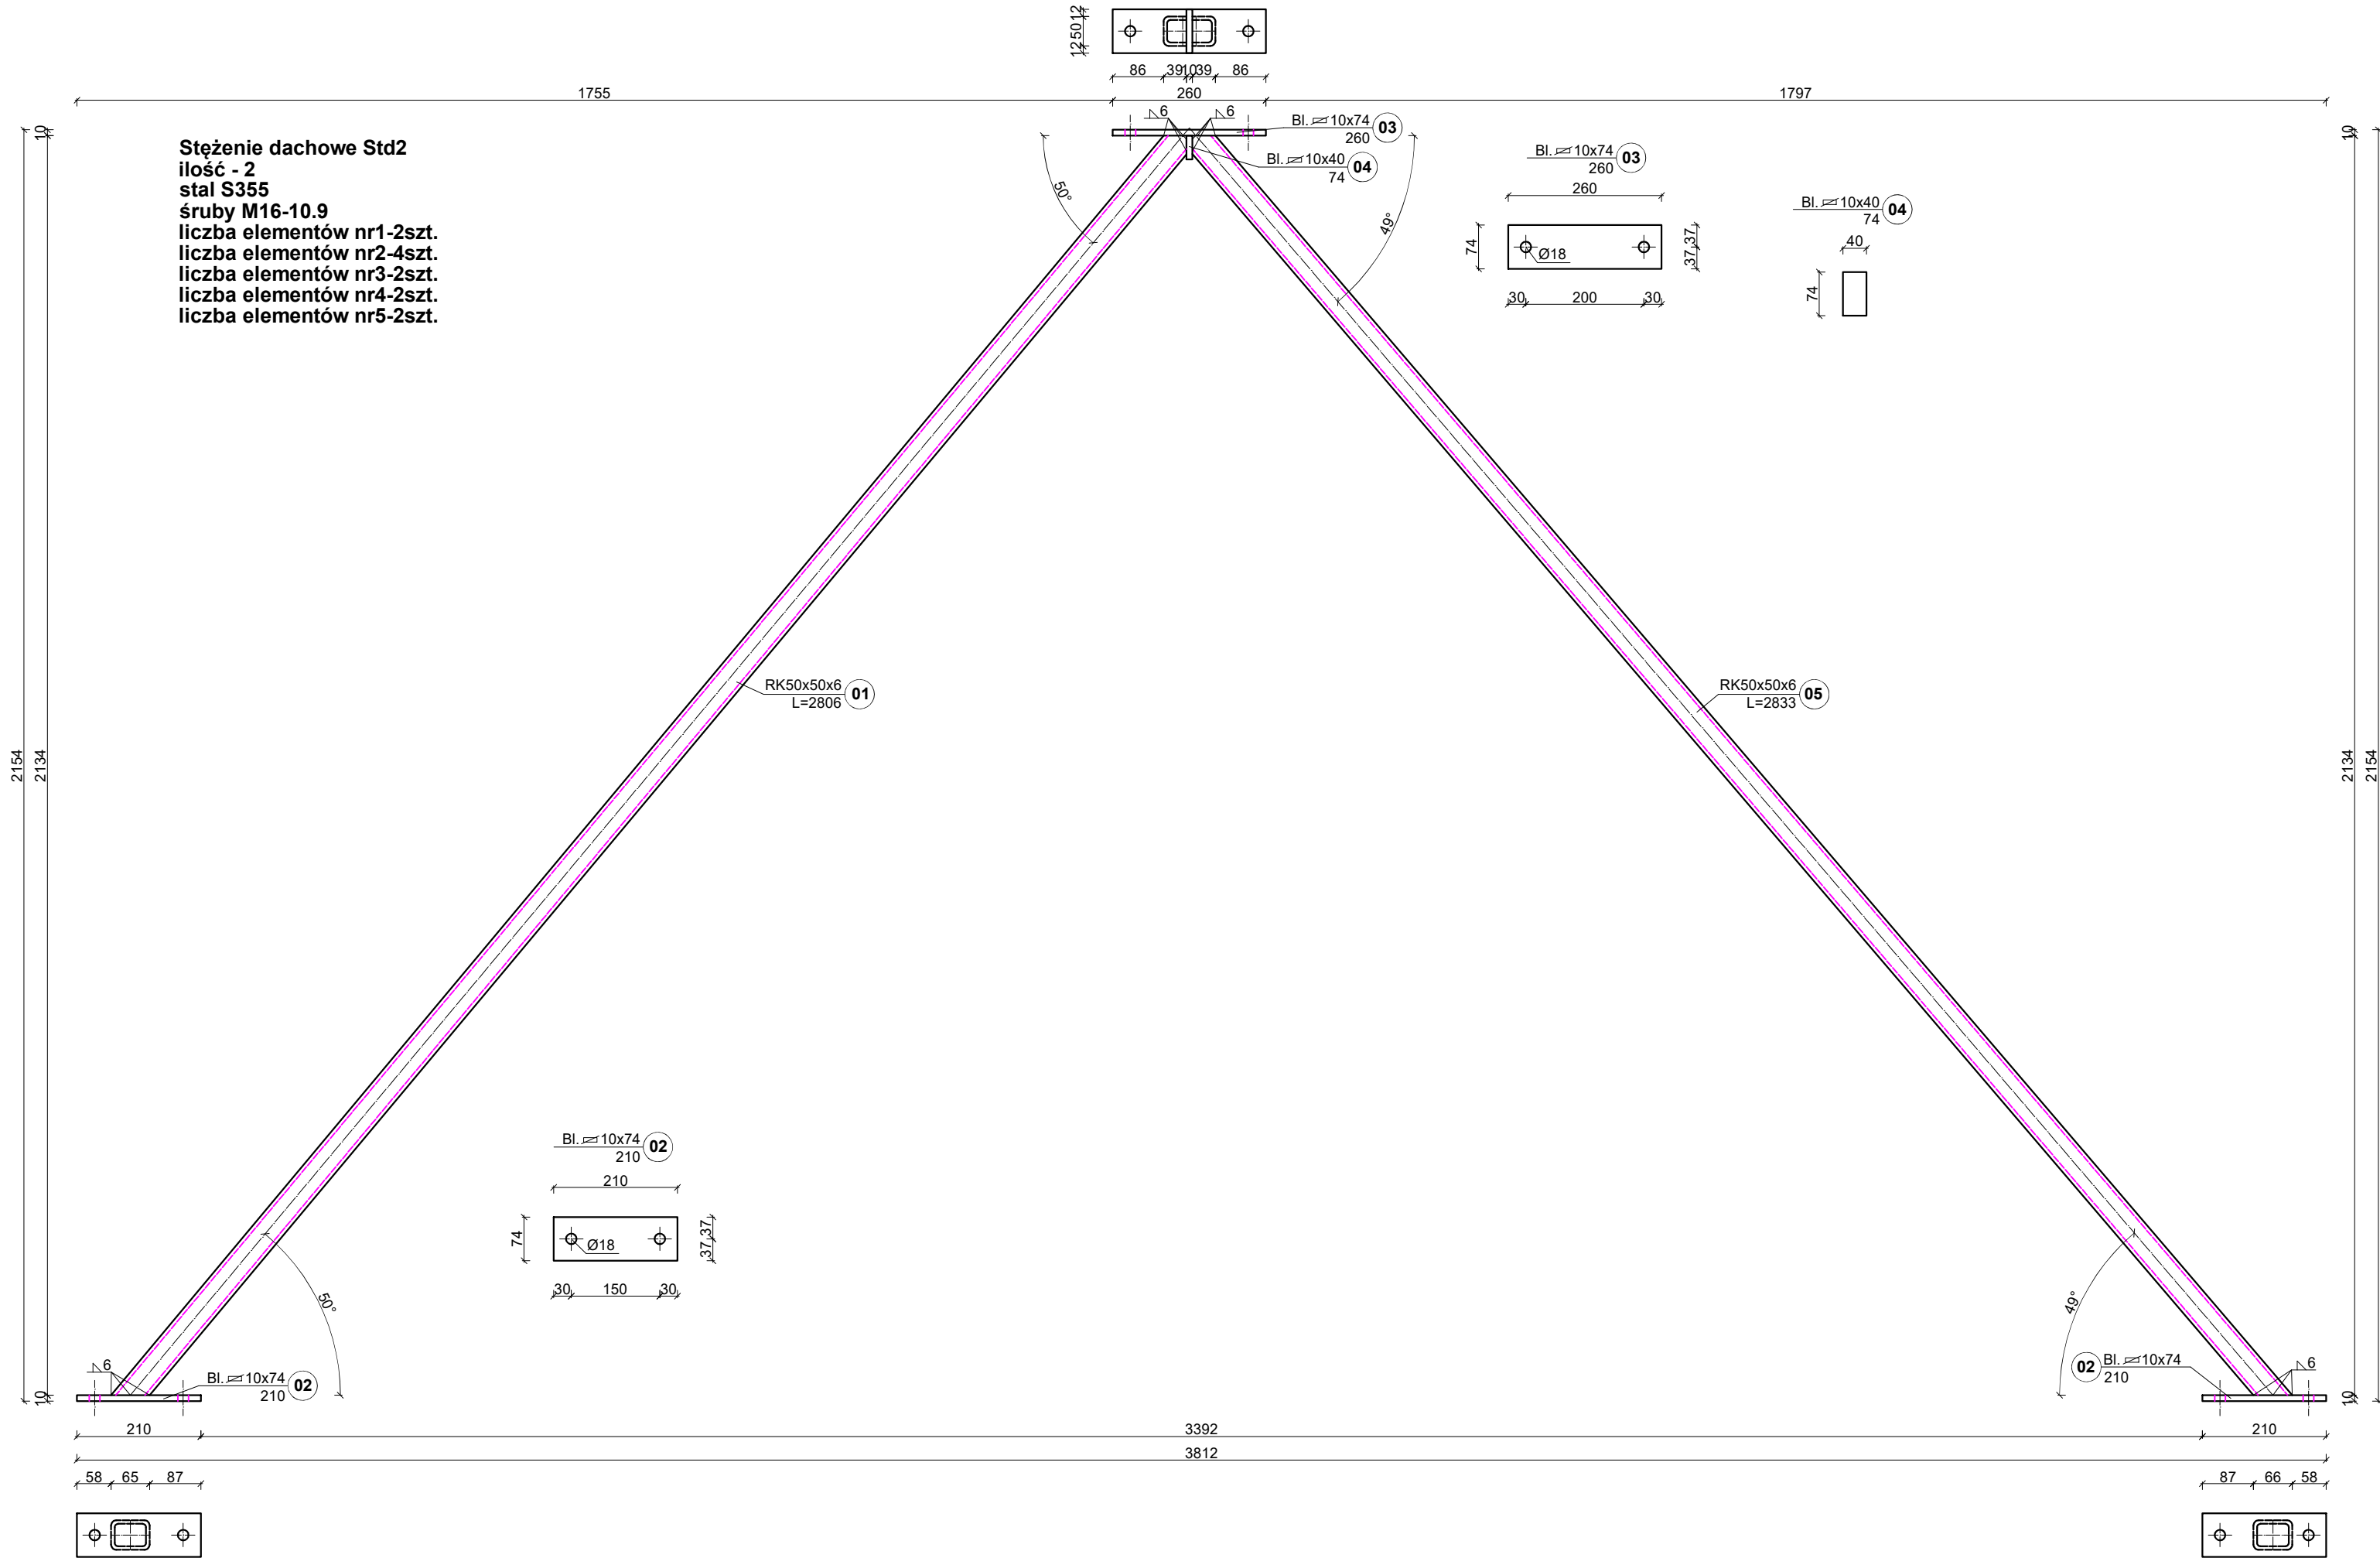 12 50 12
86 39 10 39 86
1755 260 1797
Stężenie dachowe Std2
ilość - 2
stal S355
śruby M16-10.9
liczba elementów nr1-2szt.
liczba elementów nr2-4szt.
liczba elementów nr3-2szt.
liczba elementów nr4-2szt.
liczba elementów nr5-2szt.
10
6 6
Bl. 10x74 03
260
Bl. 10x40 04
74
50°
49°
10
Bl. 10x74 03
260
260
74
Ø18
37 37
30 200 30
Bl. 10x40 04
74
40
74
RK50x50x6 01
L=2806
RK50x50x6 05
L=2833
2154 2134
2134 2154
Bl. 10x74 02
210
210
74
Ø18
37 37
30 150 30
50°
49°
6
Bl. 10x74 02
210
10
02 Bl. 10x74
210
6
10
210 3392 210
3812
58 65 87
87 66 58